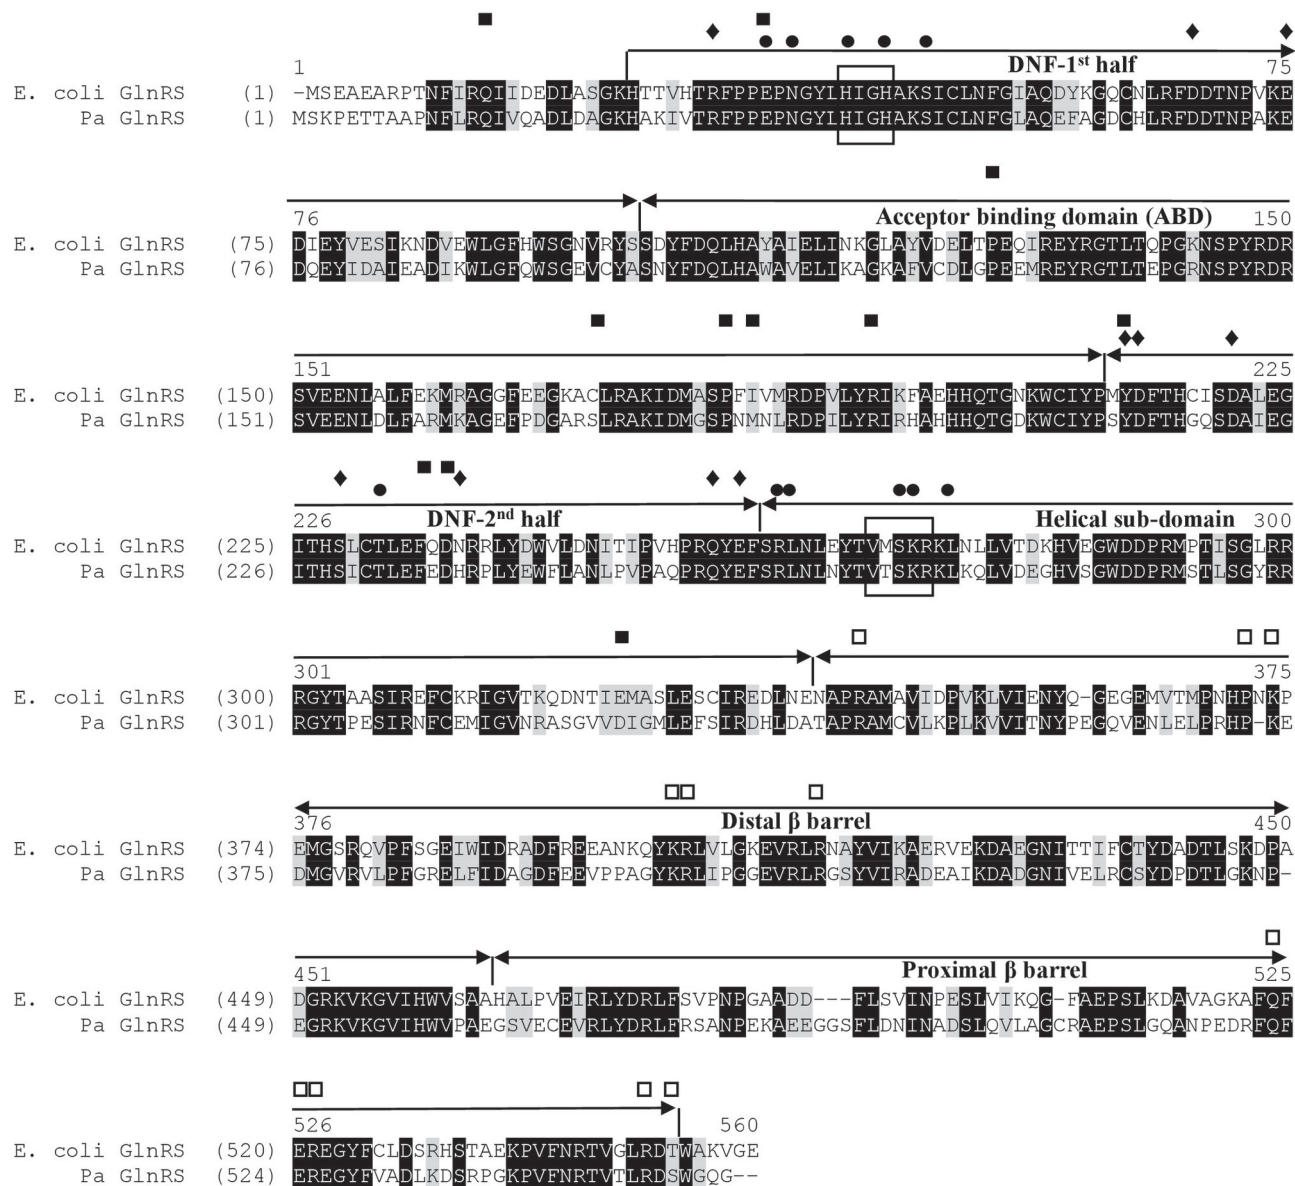 DNF-1st half
1 75
E. coli GlnRS (1) -MSEAEARPTNFIRQIIDEDLASGKHTTVHTRFPPEPNGYLHIGHAKSICLNFGIAQDYKGQCNLRFDDTNPVKE
Pa GlnRS (1) MSKPETTAAPNFLRQIVQADLDAGKHAKIVTRFPPEPNGYLHIGHAKSICLNFGLAQEFAGDCHLRFDDTNPAKE
76 Acceptor binding domain (ABD) 150
E. coli GlnRS (75) DIEYVESIKNDVEWLGFHWSGNVRYSSDYFDQLHAYAIELINKGLAYVDELTPEQIREYRGTLTQPGKNSPYRDR
Pa GlnRS (76) DQEYIDAIEADIKWLGFQWSGEVCYASNYFDQLHAWAVELIKAGKAFVCDLGPEEMREYRGTLTEPGRNSPYRDR
151 225
E. coli GlnRS (150) SVEENLALFEKMRAGGFEEGKACLRAKIDMASPFIVMRDPVLYRIKFAEHHQTGNKWCIYPMYDFTHCISDALEG
Pa GlnRS (151) SVEENLDLFARMKAGEFPDGARSLRAKIDMGSPNMNLRDPILYRIRHAHHHQTGDKWCIYPSYDFTHGQSDAIEG
226 DNF-2nd half Helical sub-domain 300
E. coli GlnRS (225) ITHSLCTLEFQDNRRLYDWVLDNITIPVHPRQYEFSRLNLEYTVMSKRKLNLLVTDKHVEGWDDPRMPTISGLRR
Pa GlnRS (226) ITHSICTLEFEDHRPLYEWFLANLPVPAQPRQYEFSRLNLNYTVTSKRKLKQLVDEGHVSGWDDPRMSTLSGYRR
301 375
E. coli GlnRS (300) RGYTAASIREFCKRIGVTKQDNTIEMASLESCIREDLNENAPRAMAVIDPVKLVIENYQ-GEGEMVTMPNHPNKP
Pa GlnRS (301) RGYTPESIRNFCEMIGVNRASGVVDIGMLEFSIRDHLDATAPRAMCVLKPLKVVITNYPEGQVENLELPRHP-KE
Distal β barrel
376 450
E. coli GlnRS (374) EMGSRQVPFSGEIWIDRADFREEANKQYKRLVLGKEVRLRNAYVIKAERVEKDAEGNITTIFCTYDADTLSKDPA
Pa GlnRS (375) DMGVRVLPFGRELFIDAGDFEEVPPAGYKRLIPGGEVRLRGSYVIRADEAIKDADGNIVELRCSYDPDTLGKNP-
451 Proximal β barrel 525
E. coli GlnRS (449) DGRKVKGVIHWVSAAHALPVEIRLYDRLFSVPNPGAADD---FLSVINPESLVIKQG-FAEPSLKDAVAGKAFQF
Pa GlnRS (449) EGRKVKGVIHWVPAEGSVECEVRLYDRLFRSANPEKAEEGGSFLDNINADSLQVLAGCRAEPSLGQANPEDRFQF
526 560
E. coli GlnRS (520) EREGYFCLDSRHSTAEKPVFNRTVGLRDTWAKVGE
Pa GlnRS (524) EREGYFVADLKDSRPGKPVFNRTVTLRDSWGQG--